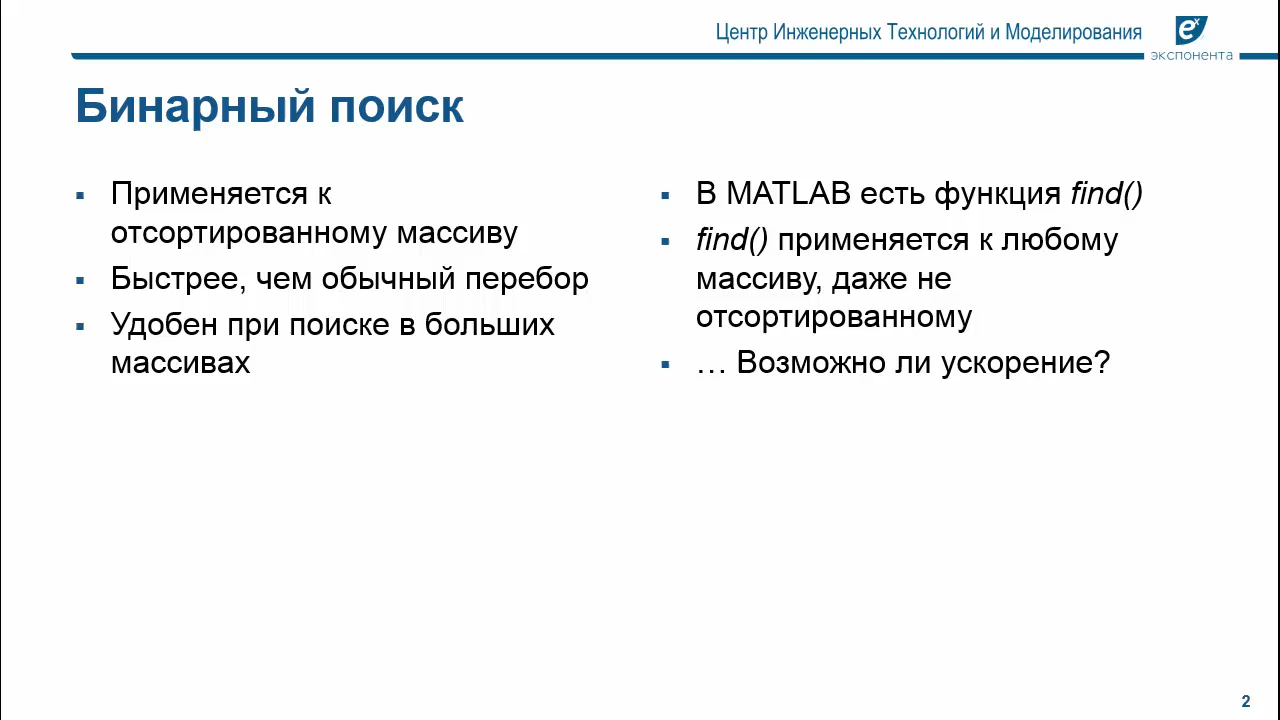 Центр Инженерных Технологий и Моделирования
eˣ
экспонента
Бинарный поиск
▪ Применяется к
отсортированному массиву
▪ Быстрее, чем обычный перебор
▪ Удобен при поиске в больших
массивах
▪ В MATLAB есть функция find()
▪ find() применяется к любому
массиву, даже не
отсортированному
▪ … Возможно ли ускорение?
2